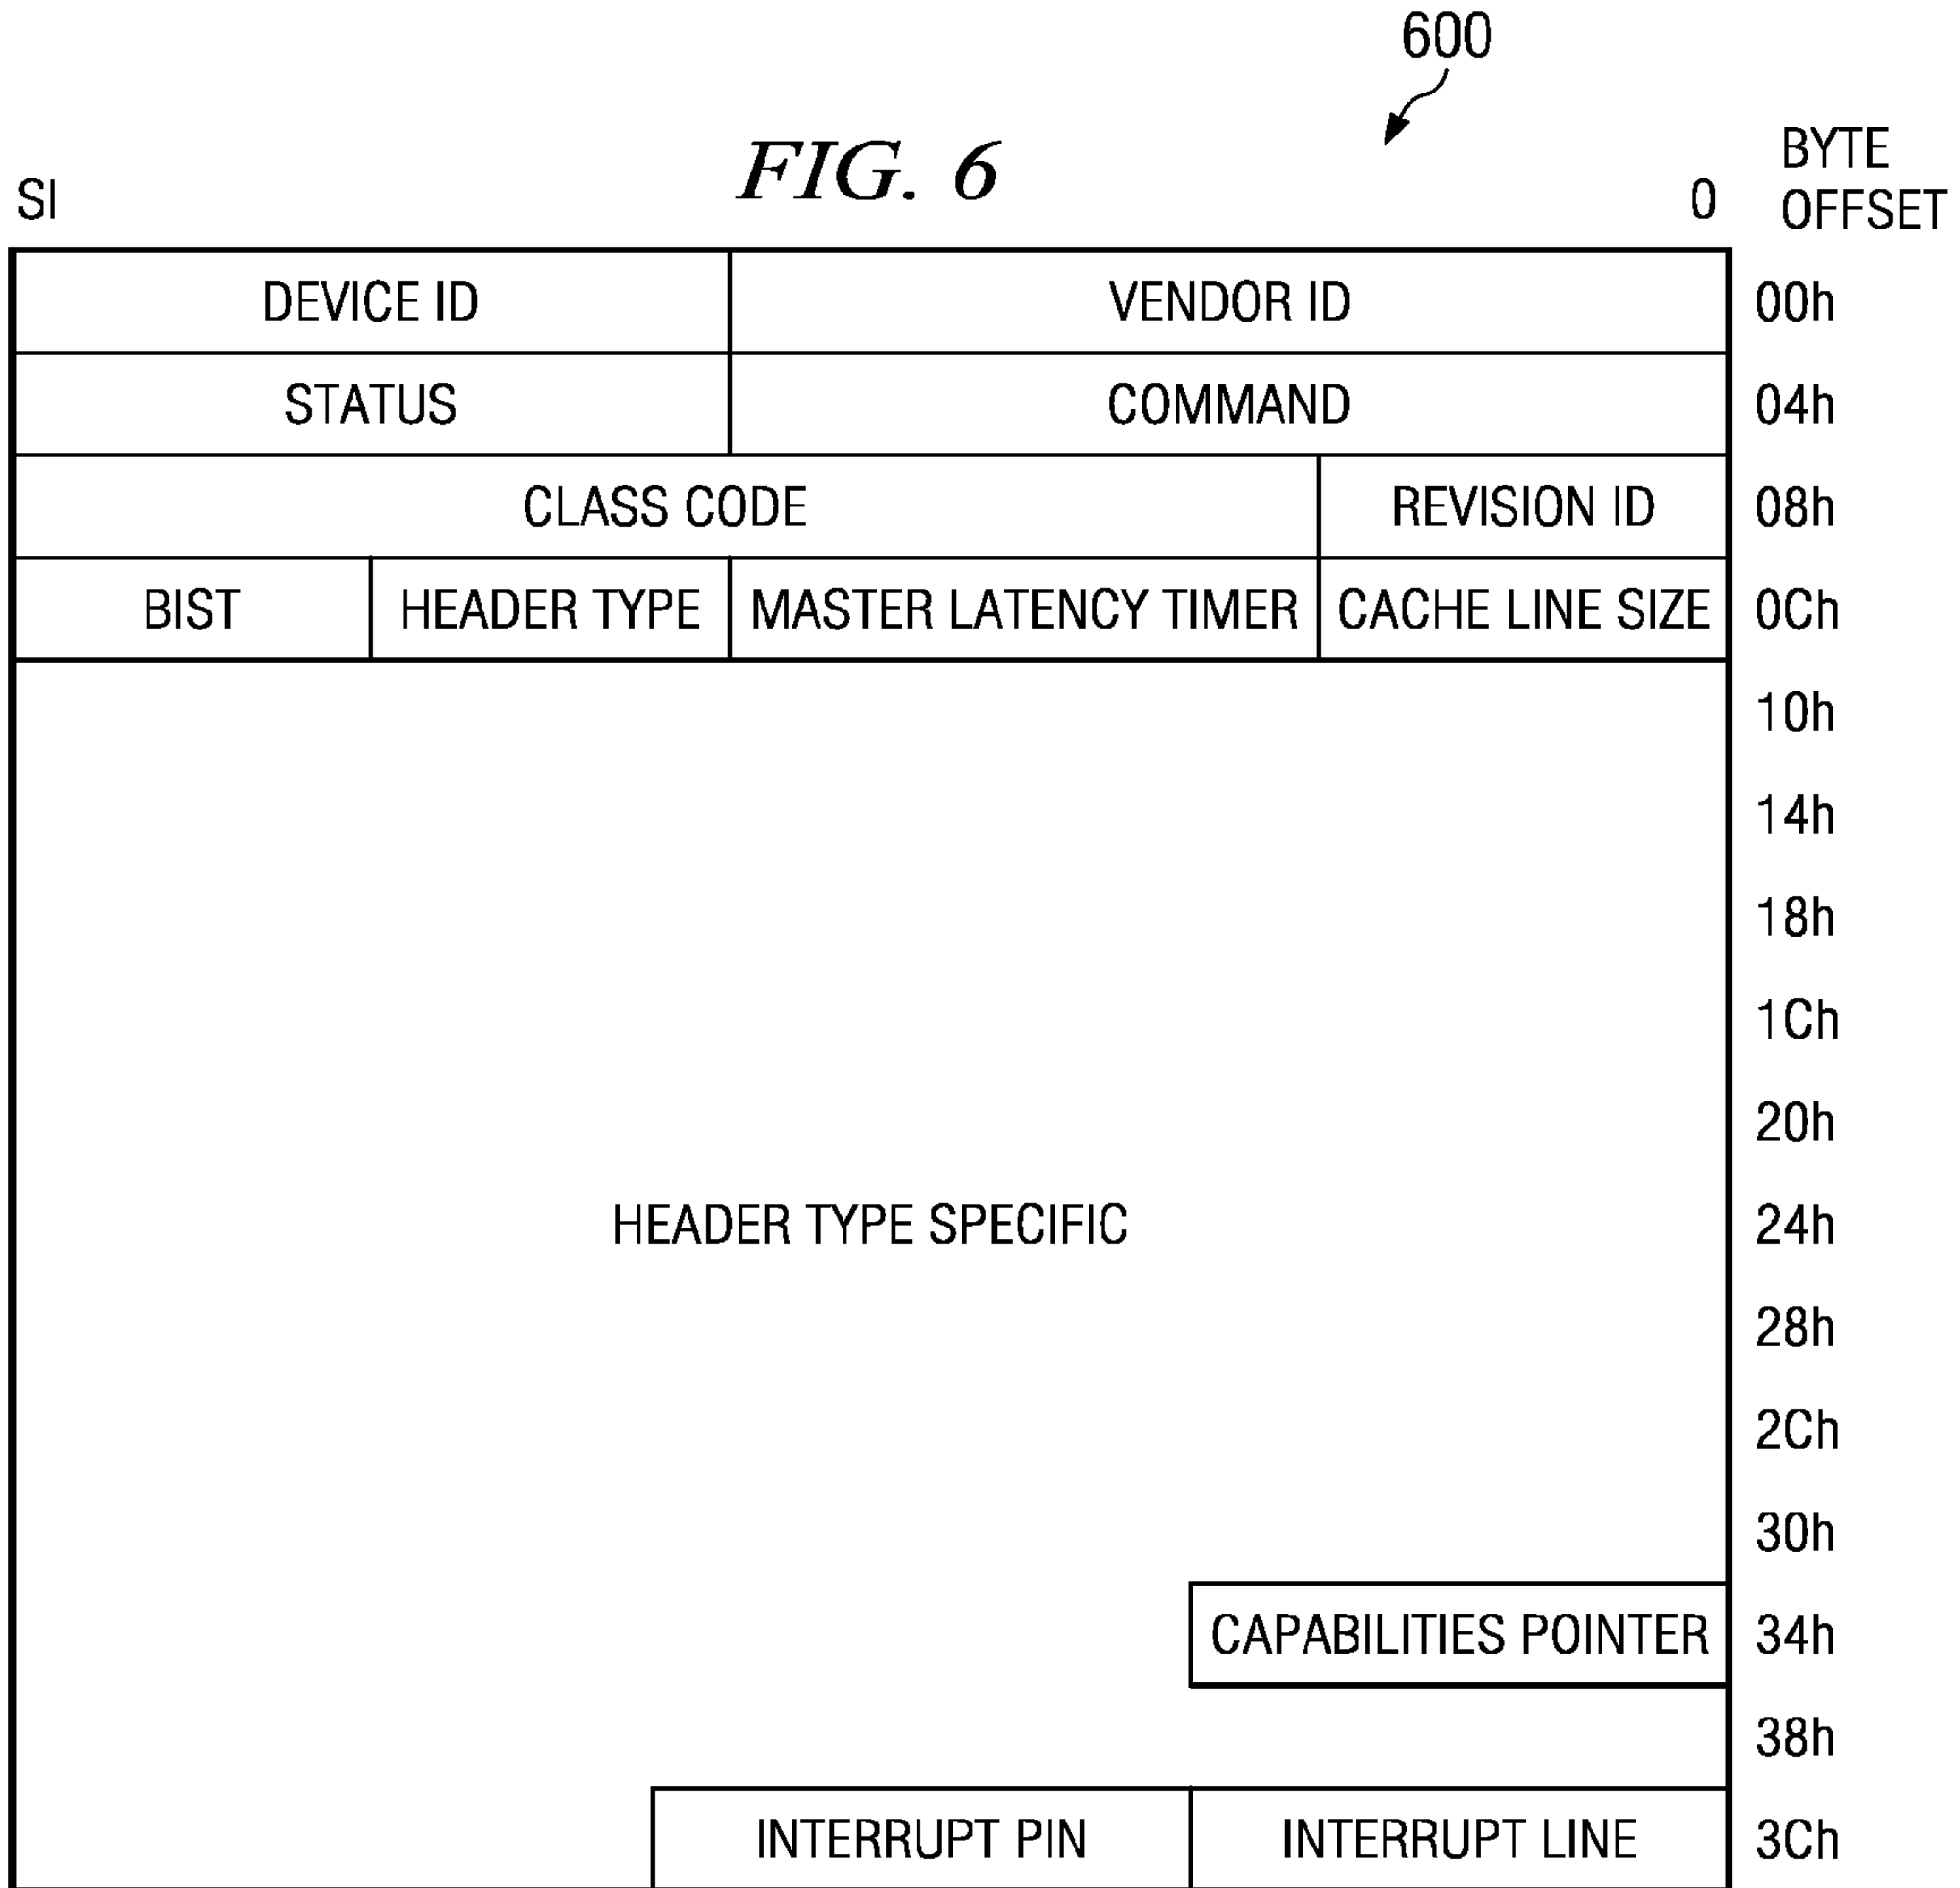 600
FIG. 6
BYTE
OFFSET
SI
0
DEVICE ID VENDOR ID 00h
STATUS COMMAND 04h
CLASS CODE REVISION ID 08h
BIST HEADER TYPE MASTER LATENCY TIMER CACHE LINE SIZE 0Ch
10h
14h
18h
1Ch
20h
HEADER TYPE SPECIFIC 24h
28h
2Ch
30h
CAPABILITIES POINTER 34h
38h
INTERRUPT PIN INTERRUPT LINE 3Ch